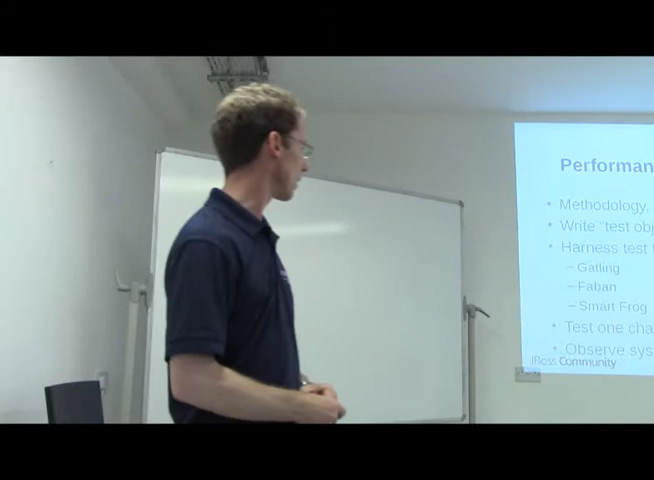 Performan
• Methodology,
• Write "test obj
• Harness test
– Gatling
– Faban
– Smart Frog
• Test one cha
• Observe sys
JBoss Community